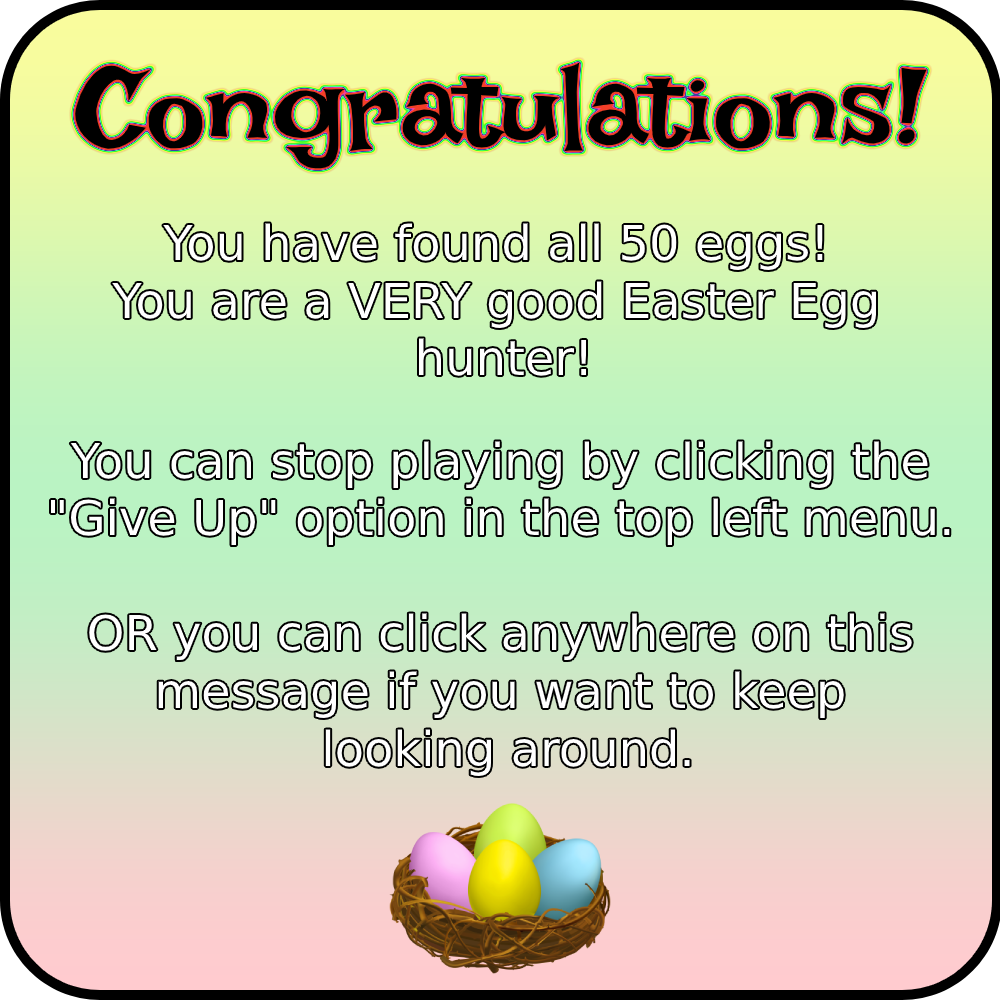 Congratulations!
You have found all 50 eggs!
You are a VERY good Easter Egg
hunter!
You can stop playing by clicking the
"Give Up" option in the top left menu.
OR you can click anywhere on this
message if you want to keep
looking around.